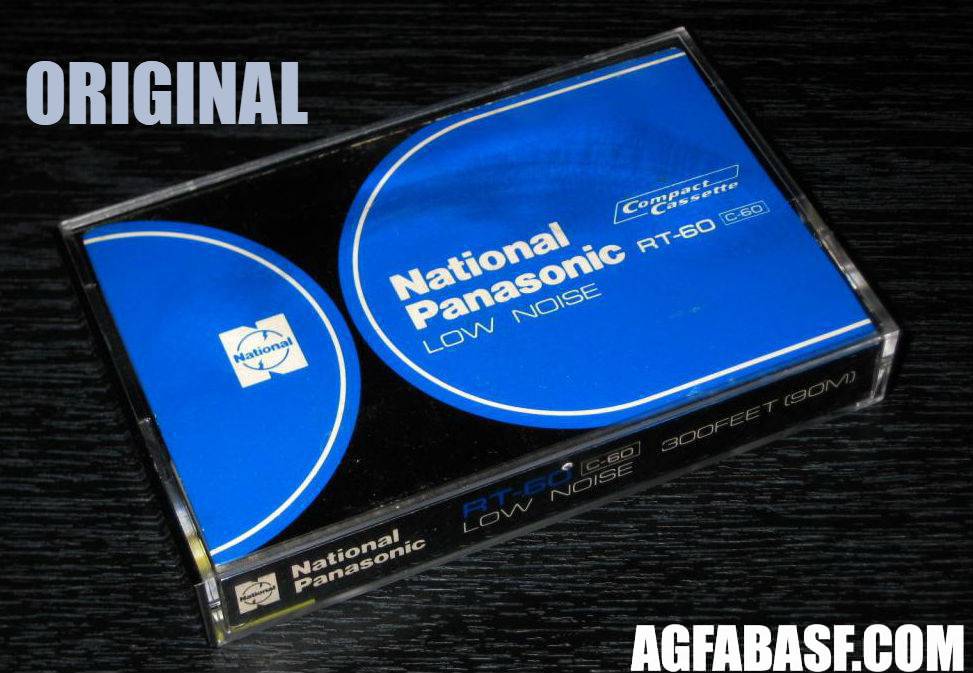 ORIGINAL
Compact
Cassette
National
Panasonic
RT-60 C-60
LOW NOISE
National
RT-60 C-60 300FEET (90M)
LOW NOISE
National
Panasonic
National
AGFABASF.COM